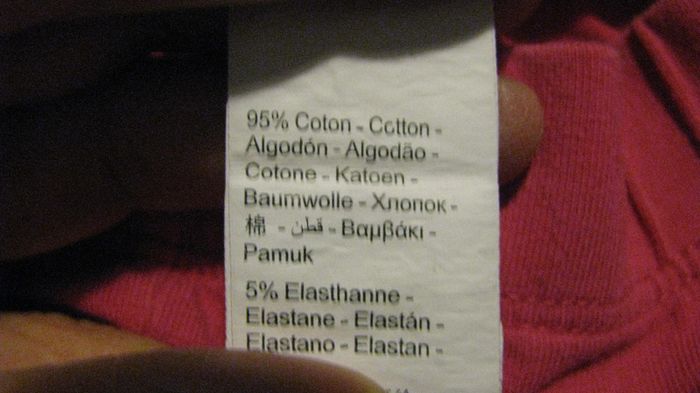 95% Coton - Cotton -
Algodón - Algodão -
Cotone - Katoen -
Baumwolle - Хлопок -
棉 - قطن - Βαμβάκι -
Pamuk
5% Elasthanne -
Elastane - Elastán -
Elastano - Elastan -